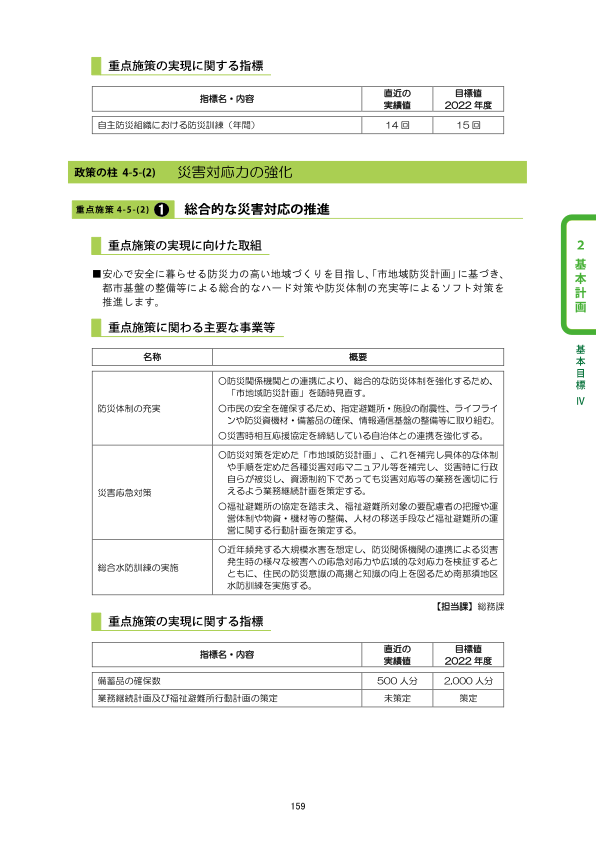 重点施策の実現に関する指標
指標名・内容
直近の
実績値
目標値
2022 年度
自主防災組織における防災訓練（年間）
14 回
15 回
政策の柱 4-5-(2)　災害対応力の強化
重点施策 4-5-(2) ❶　総合的な災害対応の推進
重点施策の実現に向けた取組
■安心で安全に暮らせる防災力の高い地域づくりを目指し、「市地域防災計画」に基づき、
都市基盤の整備等による総合的なハード対策や防災体制の充実等によるソフト対策を
推進します。
重点施策に関わる主要な事業等
名称
概要
防災体制の充実
○防災関係機関との連携により、総合的な防災体制を強化するため、
「市地域防災計画」を随時見直す。
○市民の安全を確保するため、指定避難所・施設の耐震性、ライフライ
ンや防災資機材・備蓄品の確保、情報通信基盤の整備等に取り組む。
○災害時相互応援協定を締結している自治体との連携を強化する。
災害応急対策
○防災対策を定めた「市地域防災計画」、これを補完し具体的な体制
や手順を定めた各種災害対応マニュアル等を補完し、災害時に行政
自らが被災し、資源制約下であっても災害対応等の業務を適切に行
えるよう業務継続計画を策定する。
○福祉避難所の協定を踏まえ、福祉避難所対象の要配慮者の把握や運
営体制や物資・機材等の整備、人材の移送手段など福祉避難所の運
営に関する行動計画を策定する。
総合水防訓練の実施
○近年頻発する大規模水害を想定し、防災関係機関の連携による災害
発生時の様々な被害への応急対応力や広域的な対応力を検証すると
ともに、住民の防災意識の高揚と知識の向上を図るため南那須地区
水防訓練を実施する。
【担当課】総務課
重点施策の実現に関する指標
指標名・内容
直近の
実績値
目標値
2022 年度
備蓄品の確保数
500 人分
2,000 人分
業務継続計画及び福祉避難所行動計画の策定
未策定
策定
2 基本計画
基本目標 Ⅳ
159